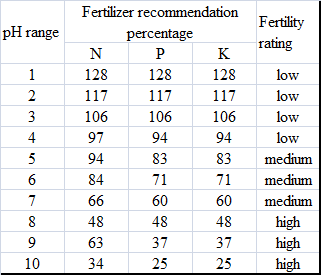 pH range Fertilizer recommendation percentage Fertility rating
N P K
1 128 128 128 low
2 117 117 117 low
3 106 106 106 low
4 97 94 94 low
5 94 83 83 medium
6 84 71 71 medium
7 66 60 60 medium
8 48 48 48 high
9 63 37 37 high
10 34 25 25 high